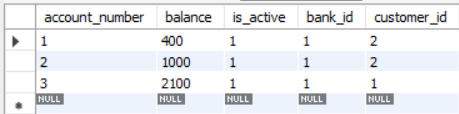 account_number balance is_active bank_id customer_id
1 400 1 1 2
2 1000 1 1 2
3 2100 1 1 1
NULL NULL NULL NULL NULL